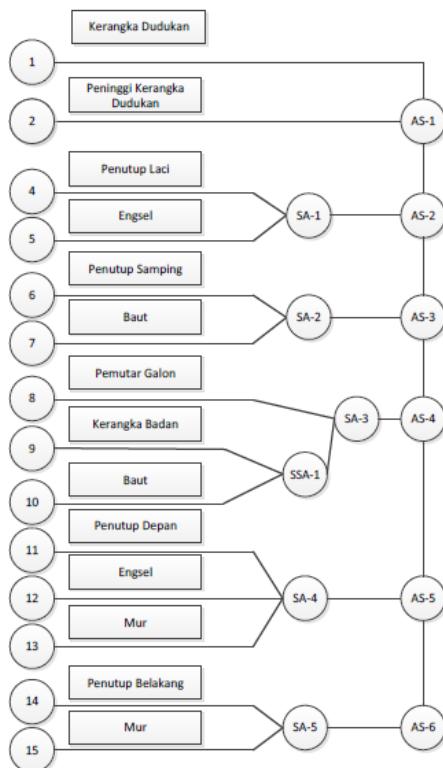 Kerangka Dudukan
1
Peninggi Kerangka
Dudukan
2
AS-1
Penutup Laci
4
Engsel
SA-1
AS-2
5
Penutup Samping
6
Baut
SA-2
AS-3
7
Pemutar Galon
8
SA-3
AS-4
Kerangka Badan
9
SSA-1
Baut
10
Penutup Depan
11
Engsel
12
SA-4
AS-5
Mur
13
Penutup Belakang
14
Mur
SA-5
AS-6
15